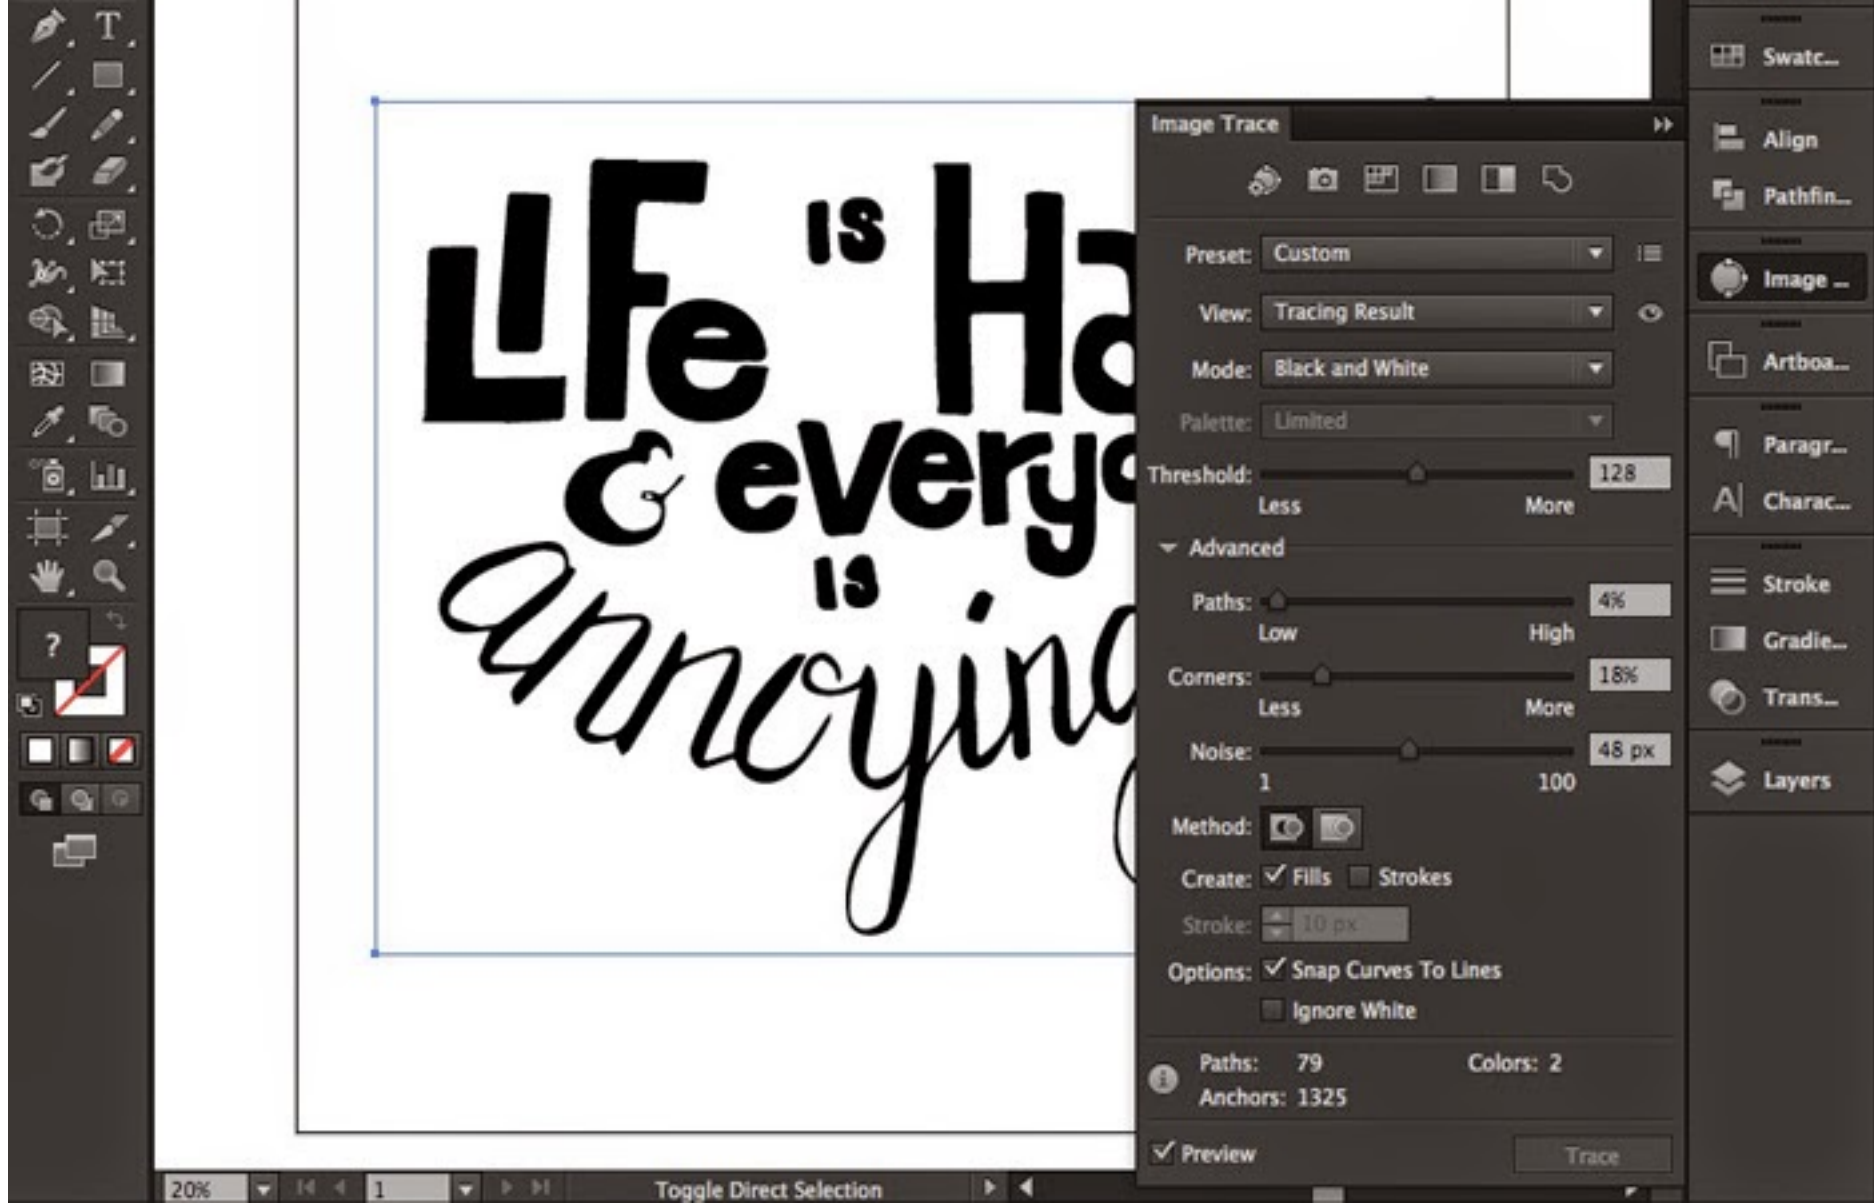 T
LIFe IS Ha
& everyo
IS
annoying
Image Trace
Preset: Custom
View: Tracing Result
Mode: Black and White
Palette: Limited
Threshold: 128
Less More
Advanced
Paths: 4%
Low High
Corners: 18%
Less More
Noise: 48 px
1 100
Method:
Create: Fills Strokes
Stroke: 10 px
Options: Snap Curves To Lines
Ignore White
Paths: 79 Colors: 2
Anchors: 1325
Preview Trace
Swatc...
Align
Pathfin...
Image ...
Artboa...
Paragr...
A Charac...
Stroke
Gradie...
Trans...
Layers
?
20% 1 Toggle Direct Selection